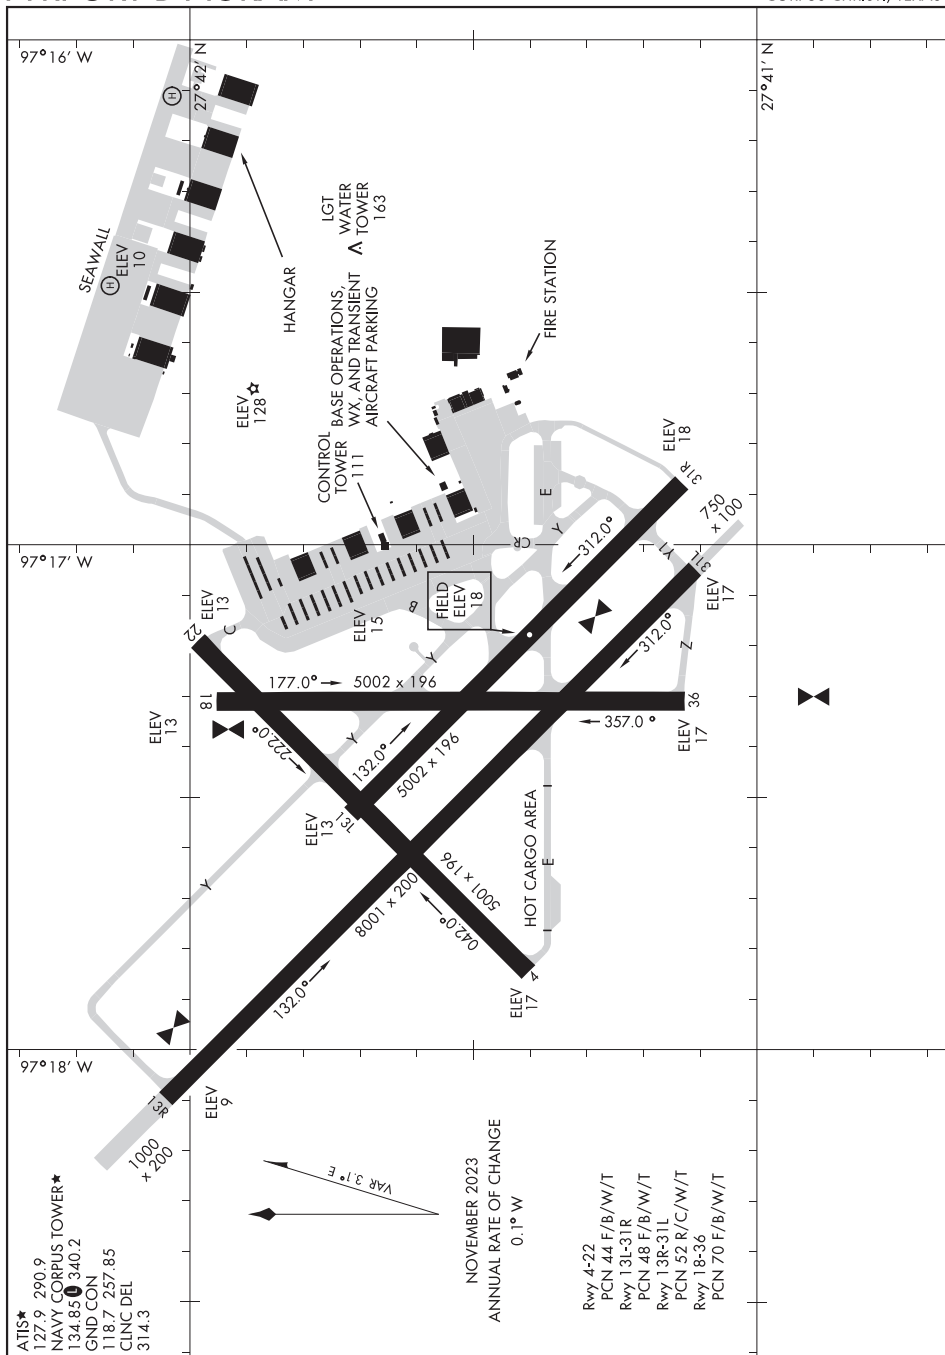 97°16' W
27°42' N
27°41' N
H
SEAWALL
H
ELEV
10
HANGAR
LGT
WATER
TOWER
163
BASE OPERATIONS,
WX, AND TRANSIENT
AIRCRAFT PARKING
FIRE STATION
ELEV
128
CONTROL
TOWER
111
ELEV
18
31R
750
x 100
E
Y
CR
312.0°
Y1
31L
97°17' W
ELEV
13
22
C
ELEV
15
B
FIELD
ELEV
18
ELEV
17
312.0°
Z
Y
177.0°
5002 x 196
18
36
ELEV
13
357.0 °
ELEV
17
222.0°
Y
132.0°
5002 x 196
ELEV
13
13L
HOT CARGO AREA
E
Y
8001 x 200
5001 x 196
042.0°
132.0°
4
ELEV
17
97°18' W
13R
ELEV
9
1000
x 200
VAR 3.1° E
NOVEMBER 2023
ANNUAL RATE OF CHANGE
0.1° W
ATIS★
127.9 290.9
NAVY CORPUS TOWER★
134.85 L 340.2
GND CON
118.7 257.85
CLNC DEL
314.3
Rwy 4-22
PCN 44 F/B/W/T
Rwy 13L-31R
PCN 48 F/B/W/T
Rwy 13R-31L
PCN 52 R/C/W/T
Rwy 18-36
PCN 70 F/B/W/T